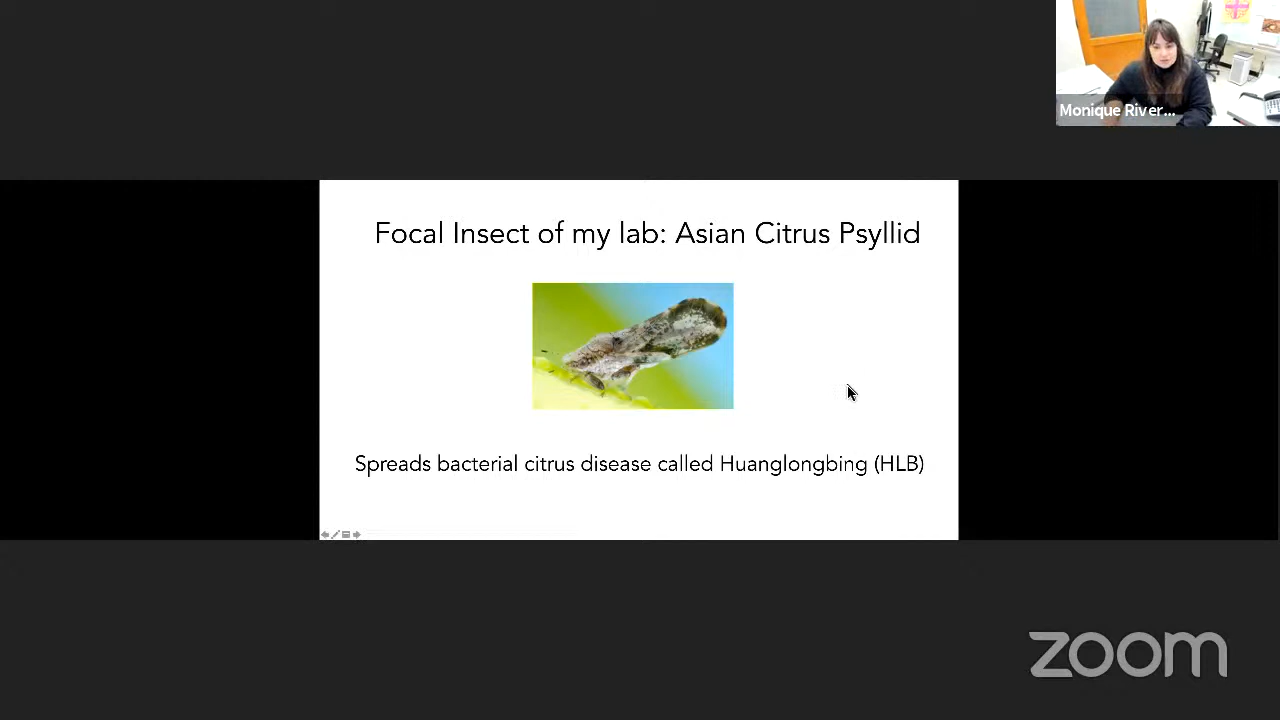 Monique River...
Focal Insect of my lab: Asian Citrus Psyllid
Spreads bacterial citrus disease called Huanglongbing (HLB)
zoom